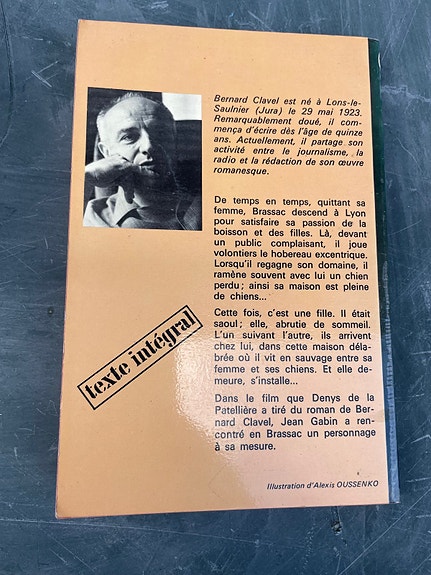 Bernard Clavel est né à Lons-le-
Saulnier (Jura) le 29 mai 1923.
Remarquablement doué, il com-
mença d'écrire dès l'âge de quinze
ans. Actuellement, il partage son
activité entre le journalisme, la
radio et la rédaction de son œuvre
romanesque.
De temps en temps, quittant sa
femme, Brassac descend à Lyon
pour satisfaire sa passion de la
boisson et des filles. Là, devant
un public complaisant, il joue
volontiers le hobereau excentrique.
Lorsqu'il regagne son domaine, il
ramène souvent avec lui un chien
perdu ; ainsi sa maison est pleine
de chiens...
Cette fois, c'est une fille. Il était
saoul ; elle, abrutie de sommeil.
L'un suivant l'autre, ils arrivent
chez lui, dans cette maison déla-
brée où il vit en sauvage entre sa
femme et ses chiens. Et elle de-
meure, s'installe...
Dans le film que Denys de la
Patellière a tiré du roman de Ber-
nard Clavel, Jean Gabin a ren-
contré en Brassac un personnage
à sa mesure.
texte intégral
Illustration d'Alexis OUSSENKO